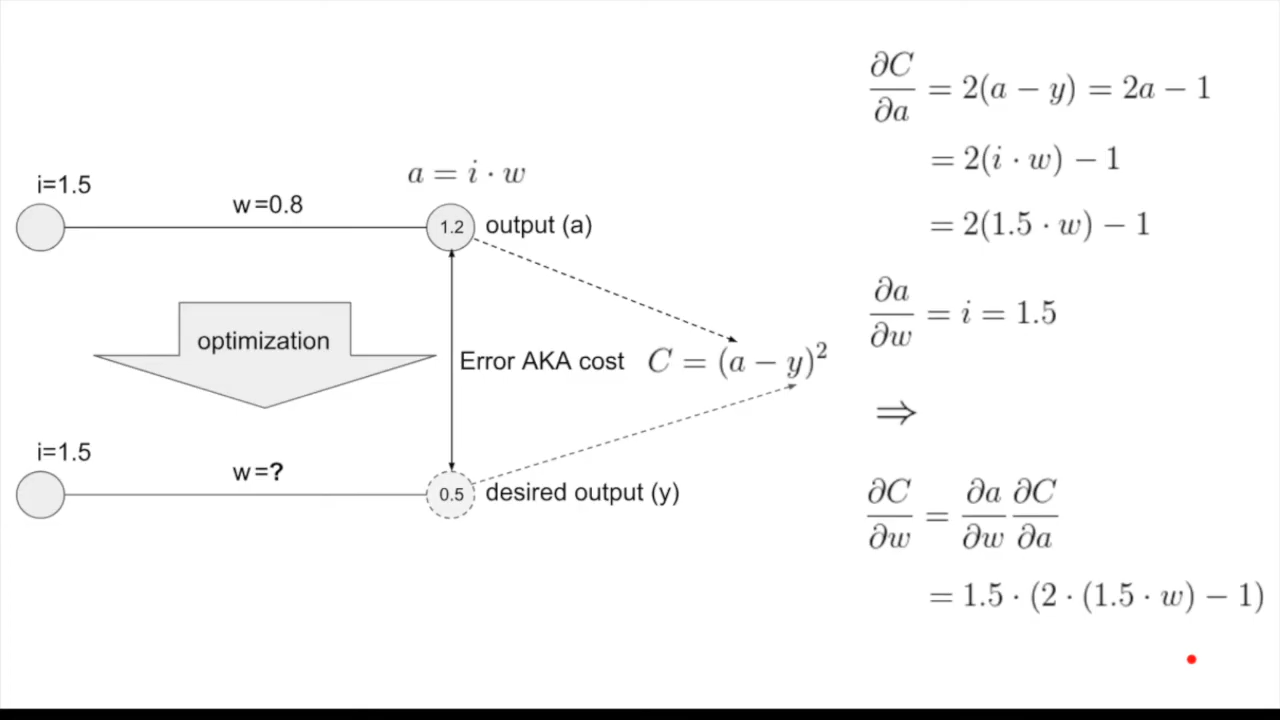 i=1.5
w=0.8
a = i · w
1.2
output (a)
optimization
Error AKA cost
C = (a − y)²
i=1.5
w=?
0.5
desired output (y)
∂C/∂a = 2(a − y) = 2a − 1
= 2(i · w) − 1
= 2(1.5 · w) − 1
∂a/∂w = i = 1.5
⇒
∂C/∂w = ∂a/∂w ∂C/∂a
= 1.5 · (2 · (1.5 · w) − 1)